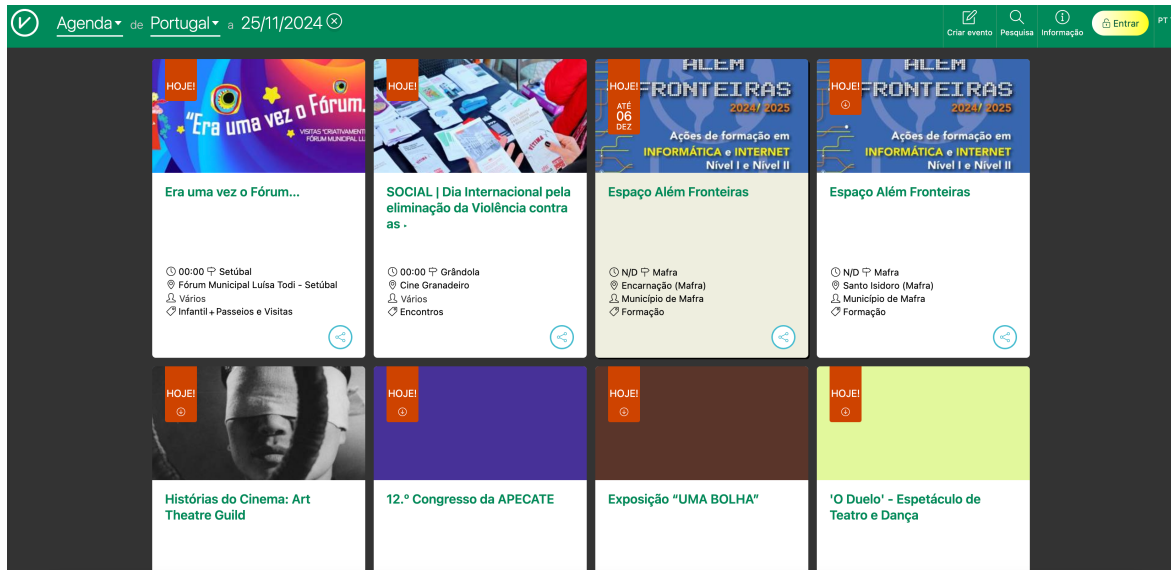 Agenda de Portugal a 25/11/2024
Criar evento
Pesquisa
Informação
Entrar
PT
HOJE!
"Era uma vez o Fórum.
HOJE!
HOJE!
ATÉ
06
DEZ
FRONTEIRAS
2024/ 2025
Ações de formação em
INFORMÁTICA e INTERNET
Nível I e Nível II
HOJE!
FRONTEIRAS
2024/ 2025
Ações de formação em
INFORMÁTICA e INTERNET
Nível I e Nível II
Era uma vez o Fórum...
00:00 Setúbal
Fórum Municipal Luísa Todi - Setúbal
Vários
Infantil + Passeios e Visitas
SOCIAL | Dia Internacional pela
eliminação da Violência contra
as
00:00 Grândola
Cine Granadeiro
Vários
Encontros
Espaço Além Fronteiras
N/D Mafra
Encarnação (Mafra)
Município de Mafra
Formação
Espaço Além Fronteiras
N/D Mafra
Santo Isidoro (Mafra)
Município de Mafra
Formação
HOJE!
HOJE!
HOJE!
HOJE!
Histórias do Cinema: Art
Theatre Guild
12.º Congresso da APECATE
Exposição “UMA BOLHA”
'O Duelo' - Espetáculo de
Teatro e Dança